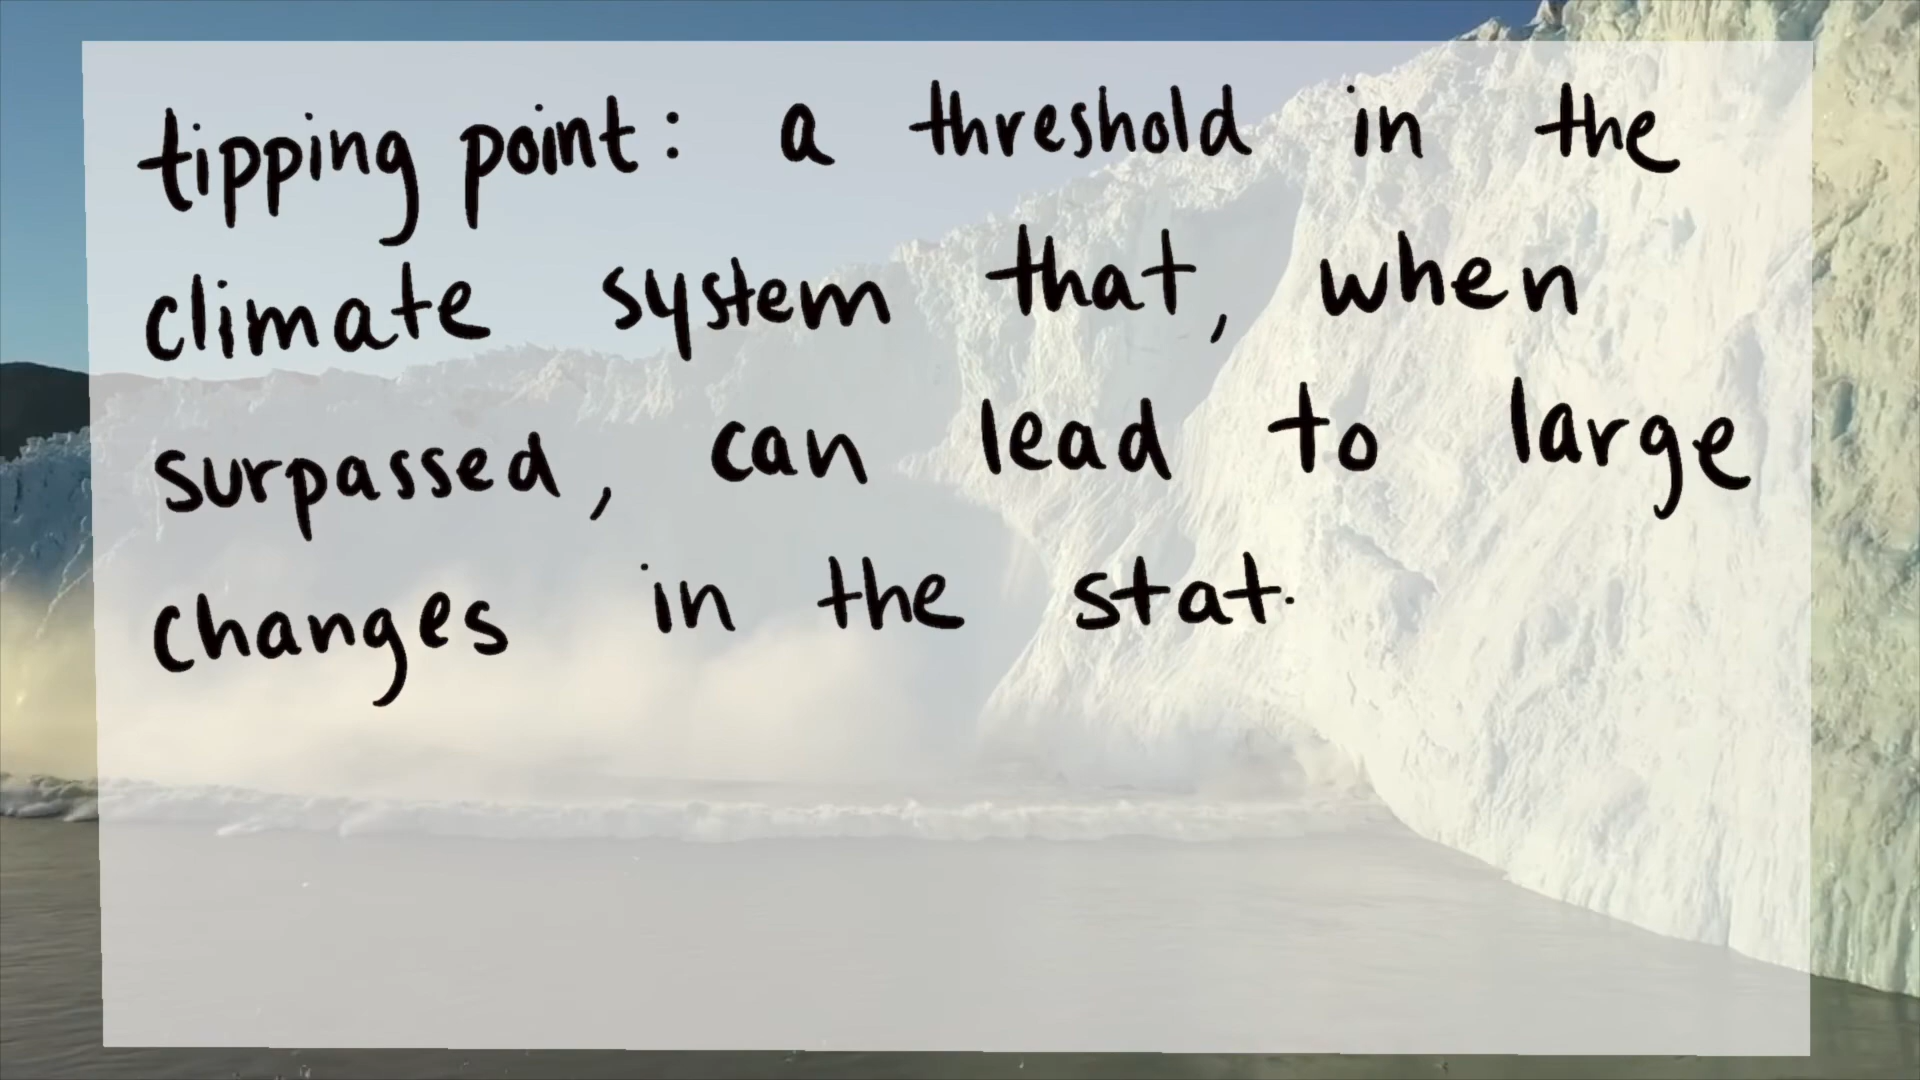 tipping point: a threshold in the
climate system that, when
surpassed, can lead to large
changes in the stat